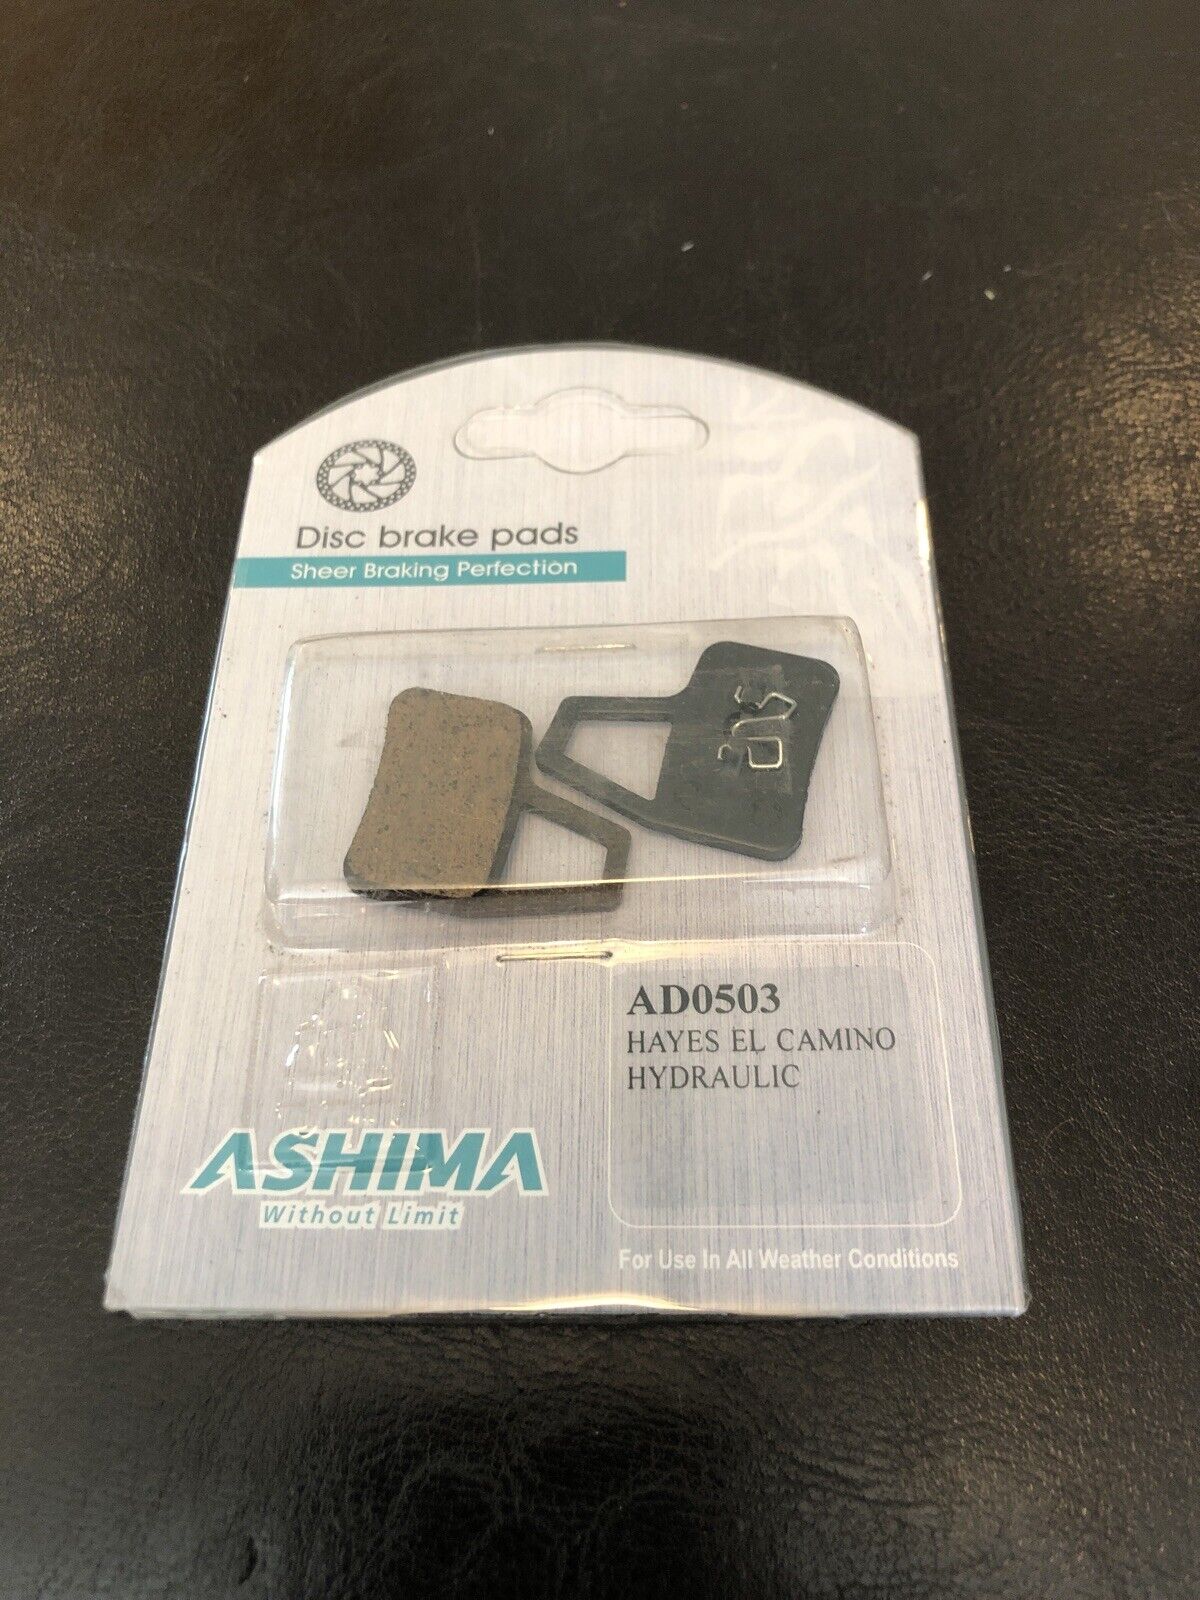 Disc brake pads
Sheer Braking Perfection
AD0503
HAYES EL CAMINO
HYDRAULIC
ASHIMA
Without Limit
For Use In All Weather Conditions